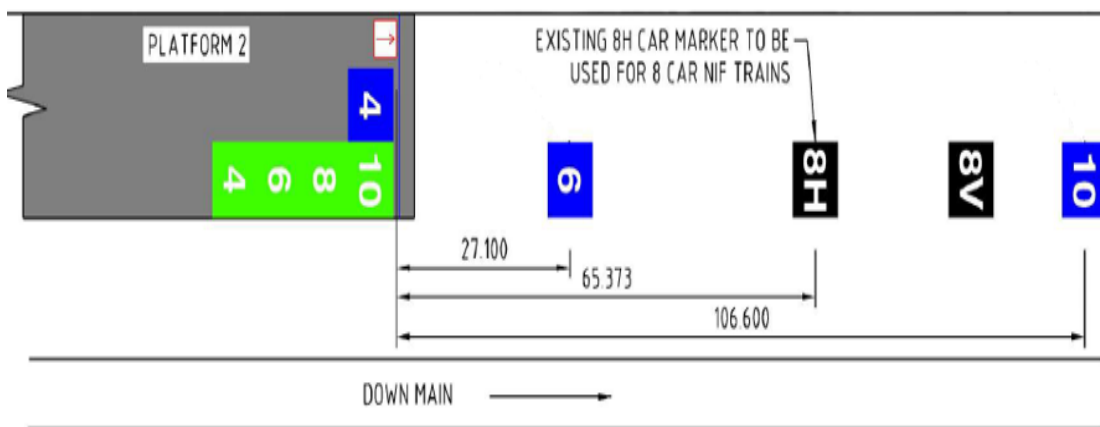 PLATFORM 2
EXISTING 8H CAR MARKER TO BE
USED FOR 8 CAR NIF TRAINS
4
4 6 8 10
6
8H
8V
10
27.100
65.373
106.600
DOWN MAIN